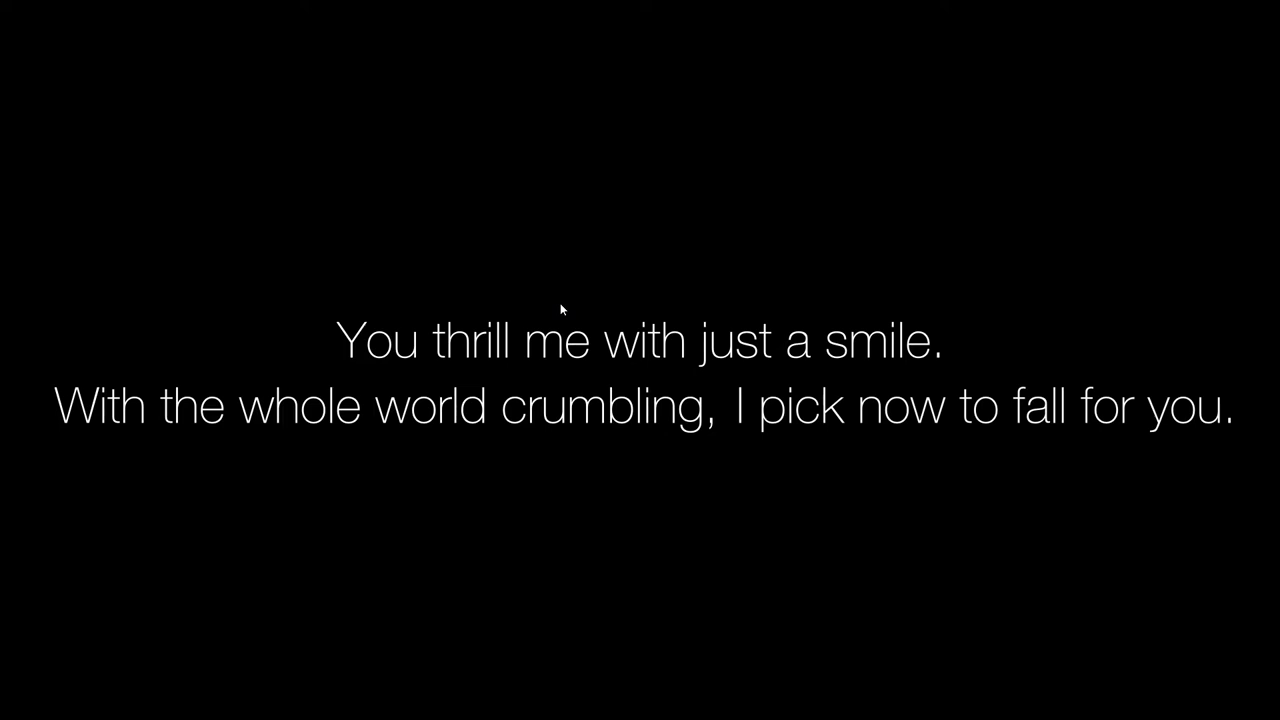 You thrill me with just a smile.
With the whole world crumbling, I pick now to fall for you.